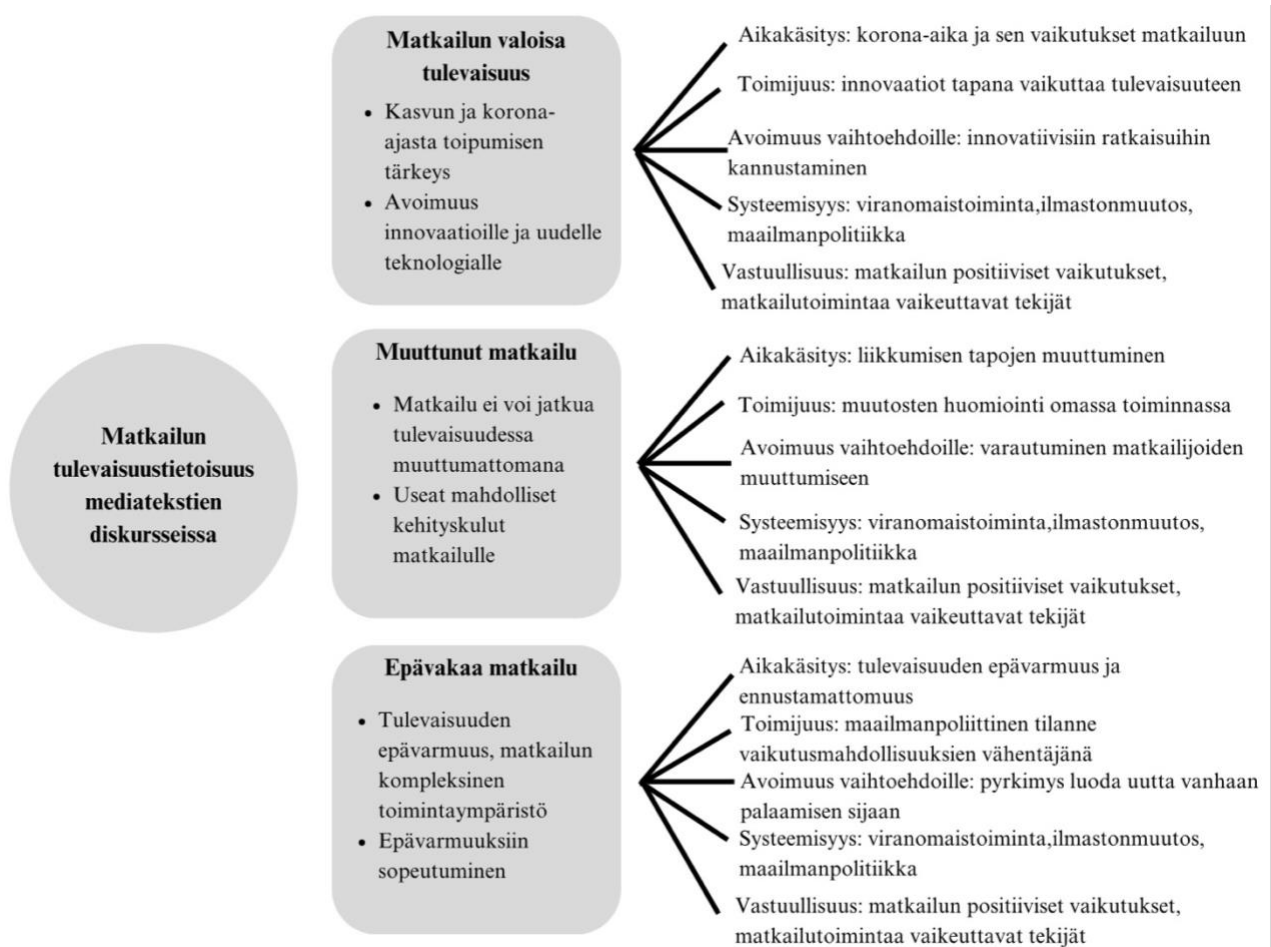 Matkailun
tulevaisuustietoisuus
mediatekstien
diskursseissa
Matkailun valoisa
tulevaisuus
• Kasvun ja korona-
ajasta toipumisen
tärkeys
• Avoimuus
innovaatioille ja uudelle
teknologialle
Aikakäsitys: korona-aika ja sen vaikutukset matkailuun
Toimijuus: innovaatiot tapana vaikuttaa tulevaisuuteen
Avoimuus vaihtoehdoille: innovatiivisiin ratkaisuihin
kannustaminen
Systeemisyys: viranomaistoiminta,ilmastonmuutos,
maailmanpolitiikka
Vastuullisuus: matkailun positiiviset vaikutukset,
matkailutoimintaa vaikeuttavat tekijät
Muuttunut matkailu
• Matkailu ei voi jatkua
tulevaisuudessa
muuttumattomana
• Useat mahdolliset
kehityskulut
matkailulle
Aikakäsitys: liikkumisen tapojen muuttuminen
Toimijuus: muutosten huomiointi omassa toiminnassa
Avoimuus vaihtoehdoille: varautuminen matkailijoiden
muuttumiseen
Systeemisyys: viranomaistoiminta,ilmastonmuutos,
maailmanpolitiikka
Vastuullisuus: matkailun positiiviset vaikutukset,
matkailutoimintaa vaikeuttavat tekijät
Epävakaa matkailu
• Tulevaisuuden
epävarmuus, matkailun
kompleksinen
toimintaympäristö
• Epävarmuuksiin
sopeutuminen
Aikakäsitys: tulevaisuuden epävarmuus ja
ennustamattomuus
Toimijuus: maailmanpoliittinen tilanne
vaikutusmahdollisuuksien vähentäjänä
Avoimuus vaihtoehdoille: pyrkimys luoda uutta vanhaan
palaamisen sijaan
Systeemisyys: viranomaistoiminta,ilmastonmuutos,
maailmanpolitiikka
Vastuullisuus: matkailun positiiviset vaikutukset,
matkailutoimintaa vaikeuttavat tekijät